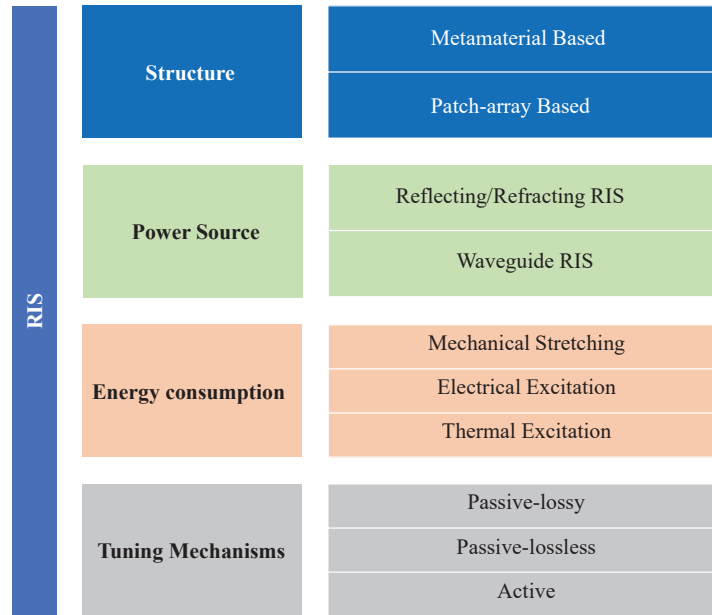 RIS
Structure
Metamaterial Based
Patch-array Based
Power Source
Reflecting/Refracting RIS
Waveguide RIS
Energy consumption
Mechanical Stretching
Electrical Excitation
Thermal Excitation
Tuning Mechanisms
Passive-lossy
Passive-lossless
Active